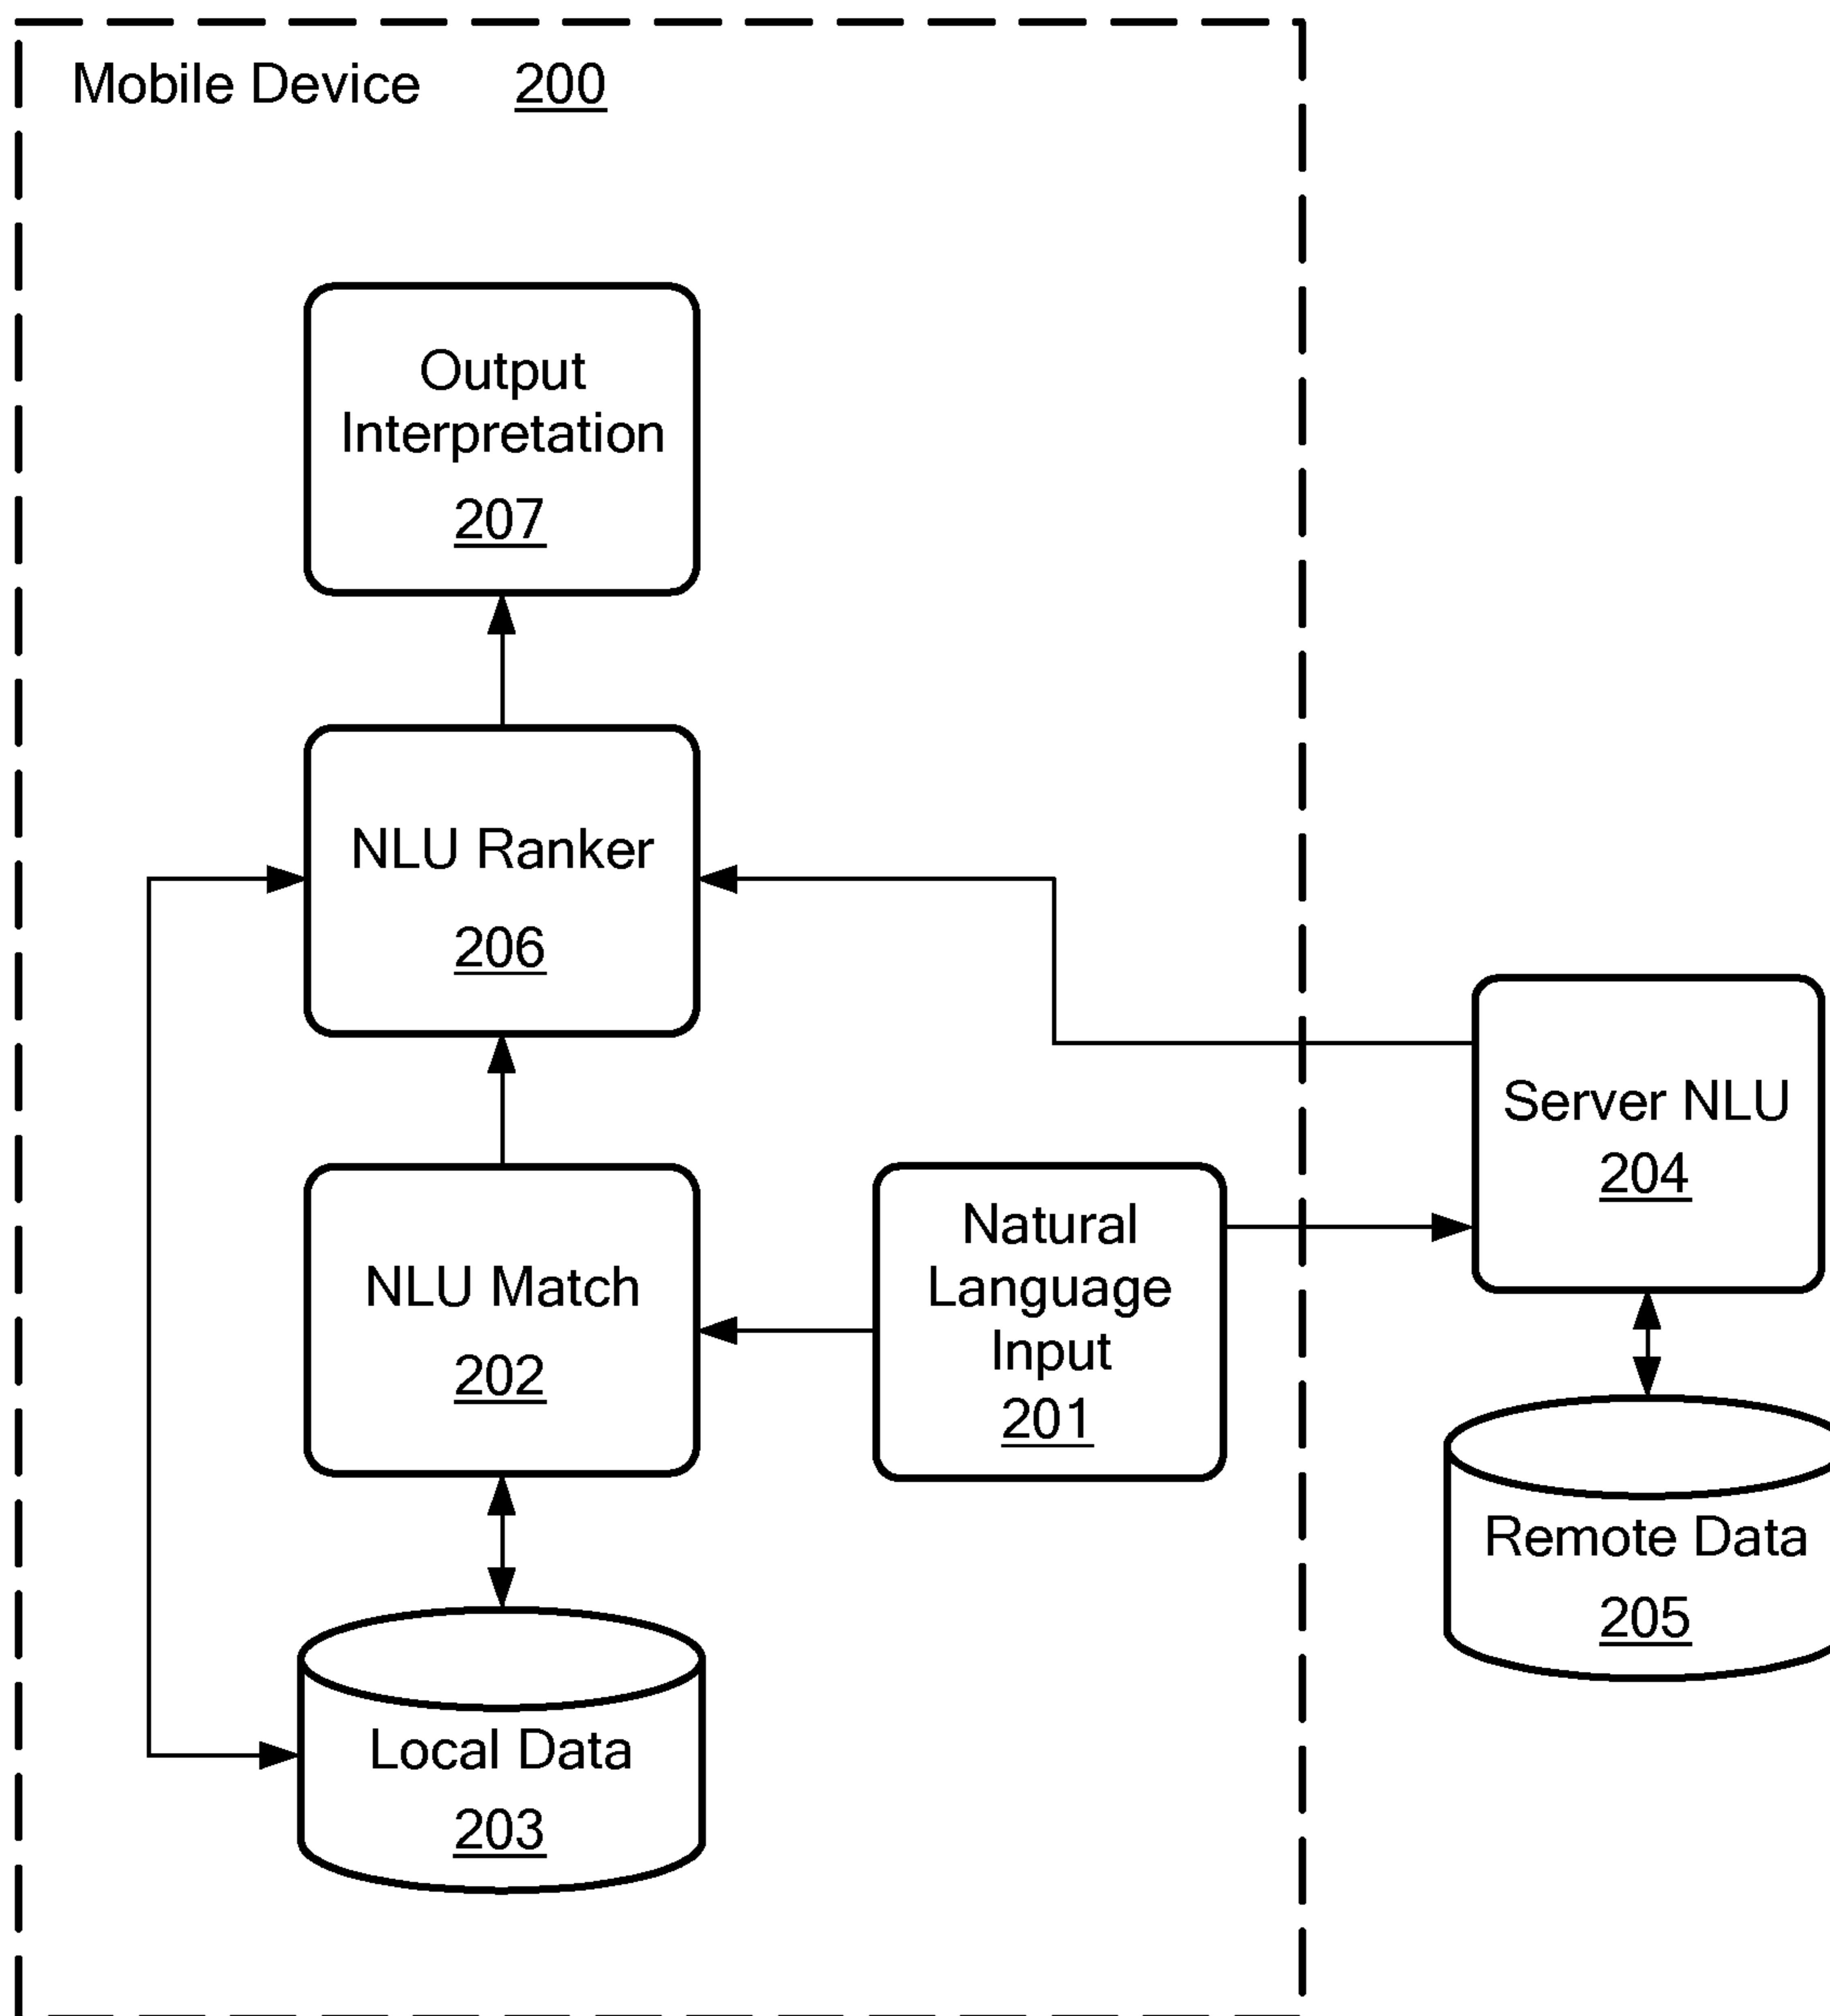 Mobile Device 200
Output
Interpretation
207
NLU Ranker
206
Server NLU
204
NLU Match
202
Natural
Language
Input
201
Remote Data
205
Local Data
203